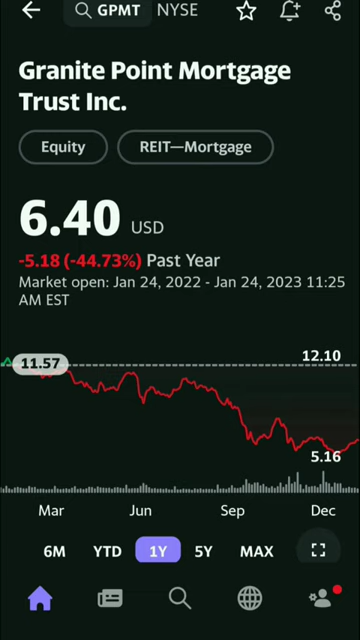 GPMT NYSE
Granite Point Mortgage
Trust Inc.
Equity REIT—Mortgage
6.40 USD
-5.18 (-44.73%) Past Year
Market open: Jan 24, 2022 - Jan 24, 2023 11:25
AM EST
11.57 12.10
5.16
Mar Jun Sep Dec
6M YTD 1Y 5Y MAX